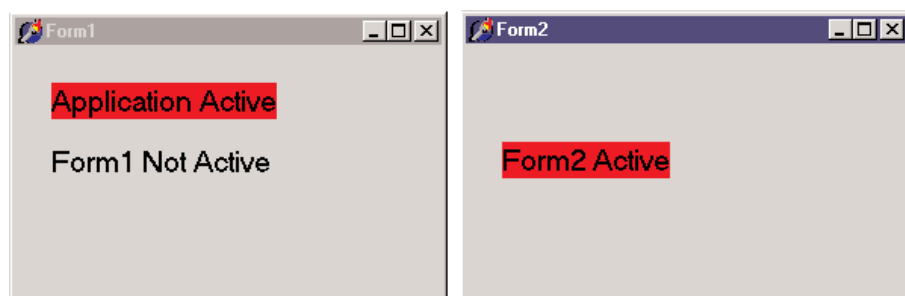 Form1
Application Active
Form1 Not Active
Form2
Form2 Active